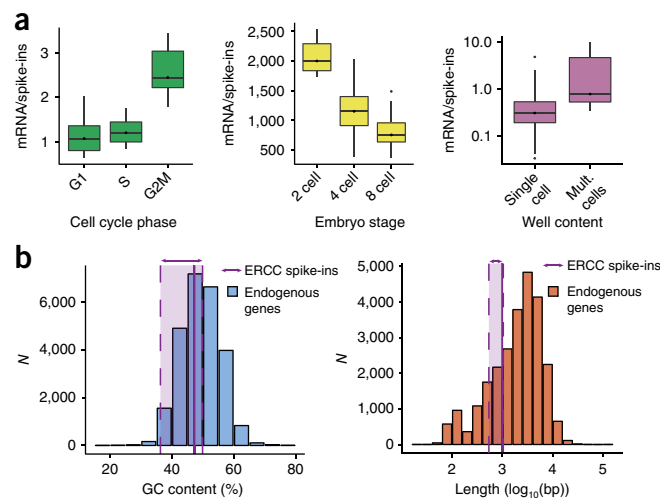 a
mRNA/spike-ins
3
2
1
G1
S
G2M
Cell cycle phase
mRNA/spike-ins
2,500
2,000
1,500
1,000
500
2 cell
4 cell
8 cell
Embryo stage
mRNA/spike-ins
10.0
1.0
0.1
Single
cell
Mult.
cells
Well content
b
N
6,000
4,000
2,000
0
20
40
60
80
GC content (%)
ERCC spike-ins
Endogenous
genes
N
5,000
4,000
3,000
2,000
1,000
0
2
3
4
5
Length (log10(bp))
ERCC spike-ins
Endogenous
genes